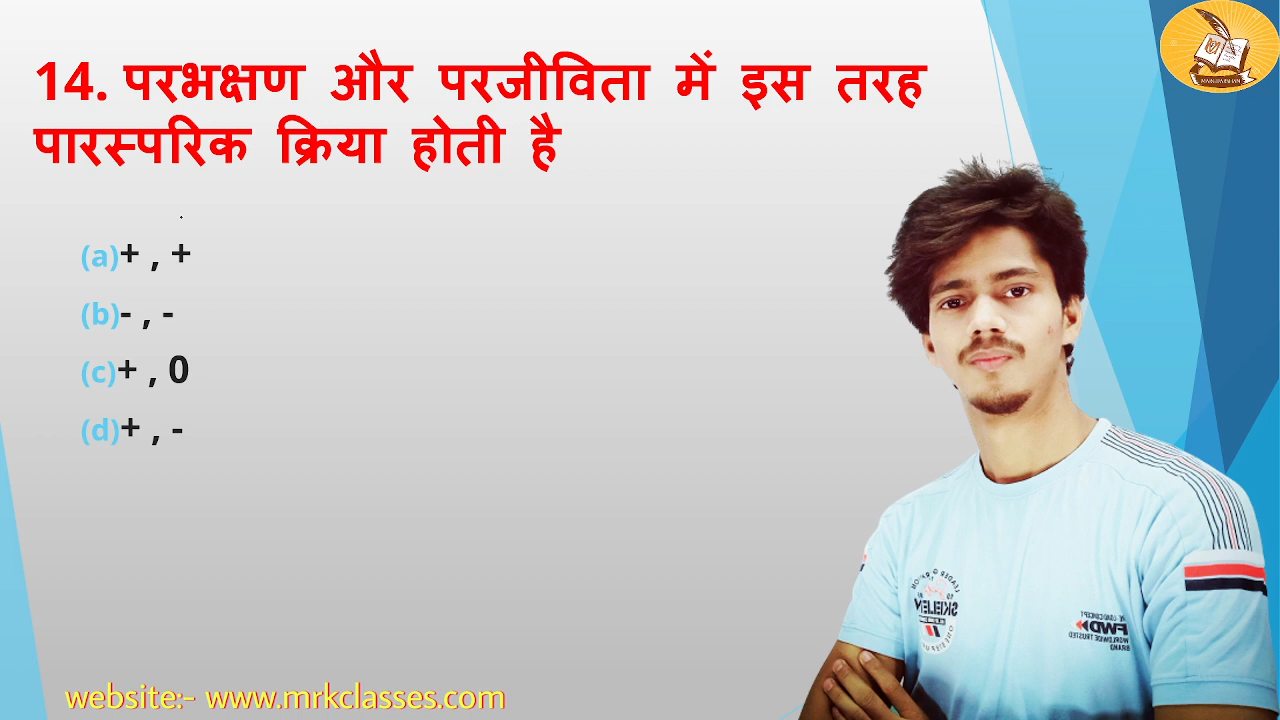 14. परभक्षण और परजीविता में इस तरह
पारस्परिक क्रिया होती है
(a)+ , +
(b)- , -
(c)+ , 0
(d)+ , -
website:- www.mrkclasses.com